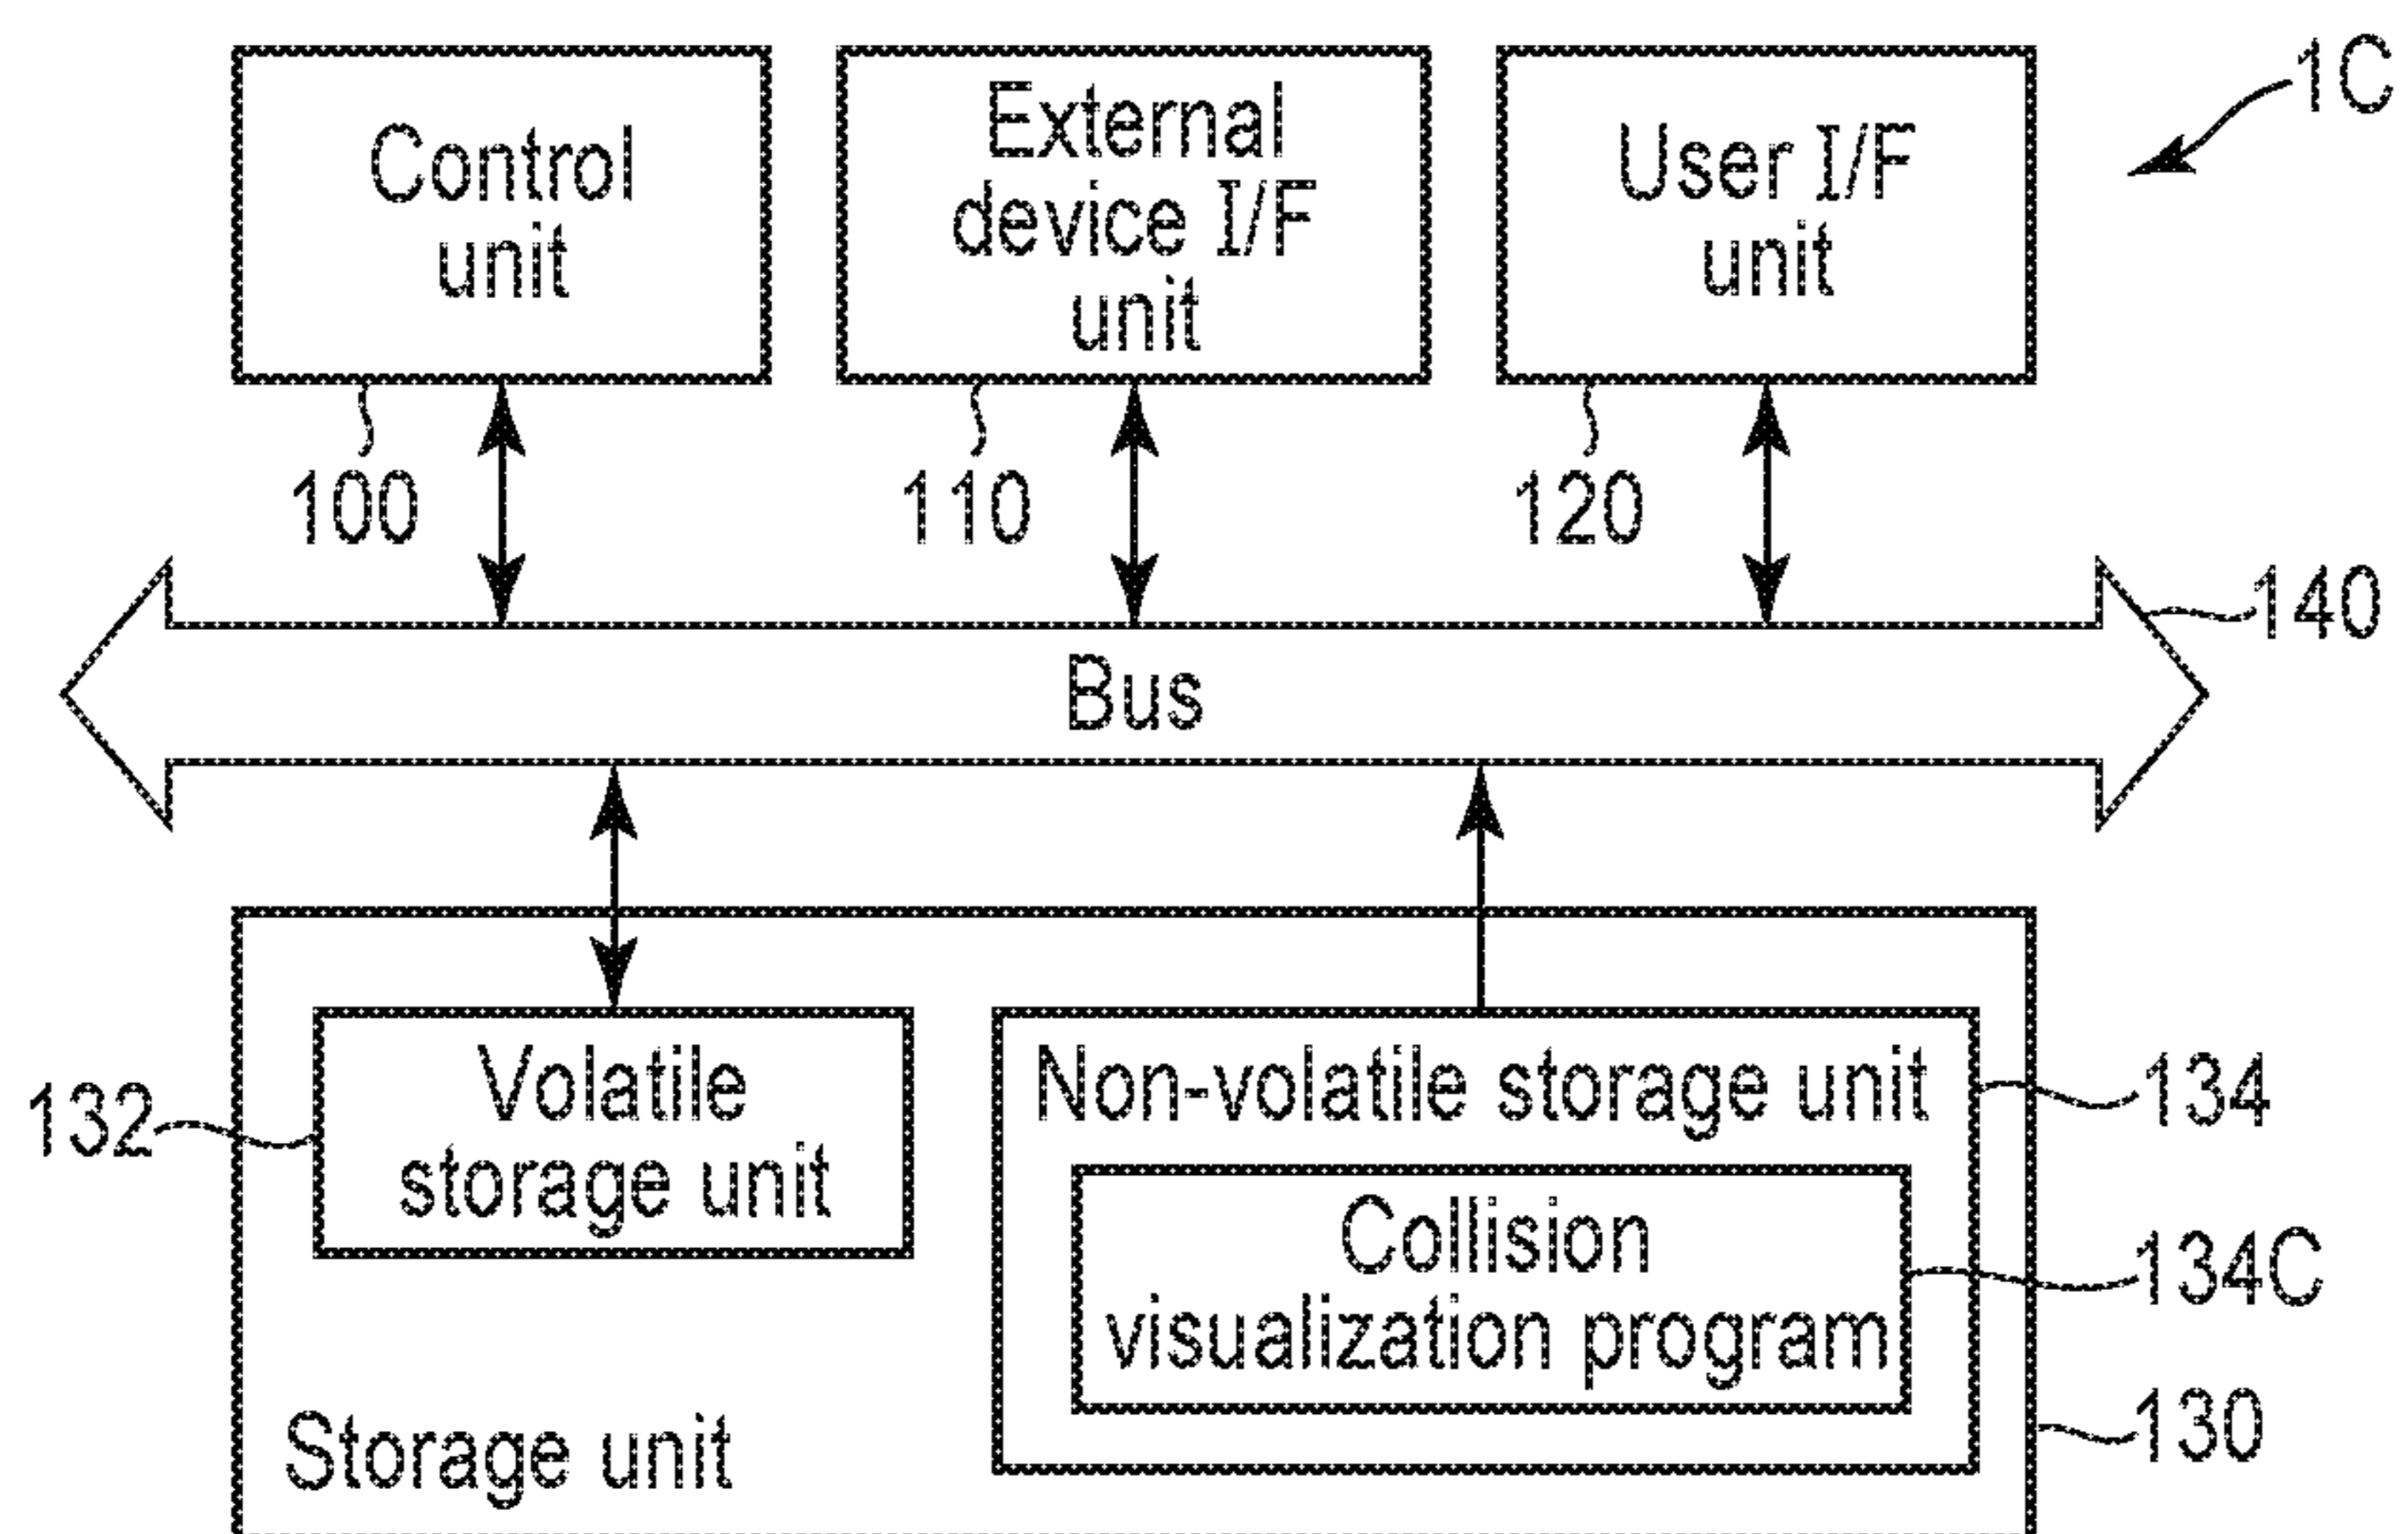 Control
unit
External
device I/F
unit
User I/F
unit
1C
100
110
120
140
Bus
132
Volatile
storage unit
Non-volatile storage unit
134
Collision
visualization program
134C
Storage unit
130